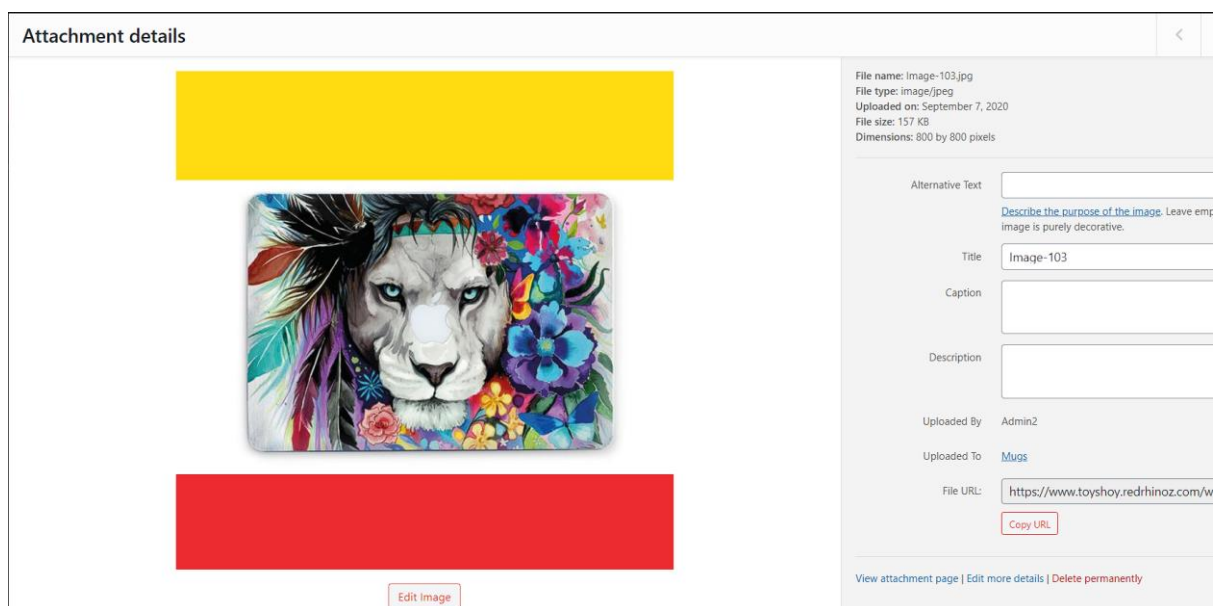 Attachment details
File name: Image-103.jpg
File type: image/jpeg
Uploaded on: September 7, 2020
File size: 157 KB
Dimensions: 800 by 800 pixels
Alternative Text
Describe the purpose of the image. Leave emp
image is purely decorative.
Title
Image-103
Caption
Description
Uploaded By
Admin2
Uploaded To
Mugs
File URL:
https://www.toyshoy.redrhinoz.com/w
Copy URL
View attachment page | Edit more details | Delete permanently
Edit Image